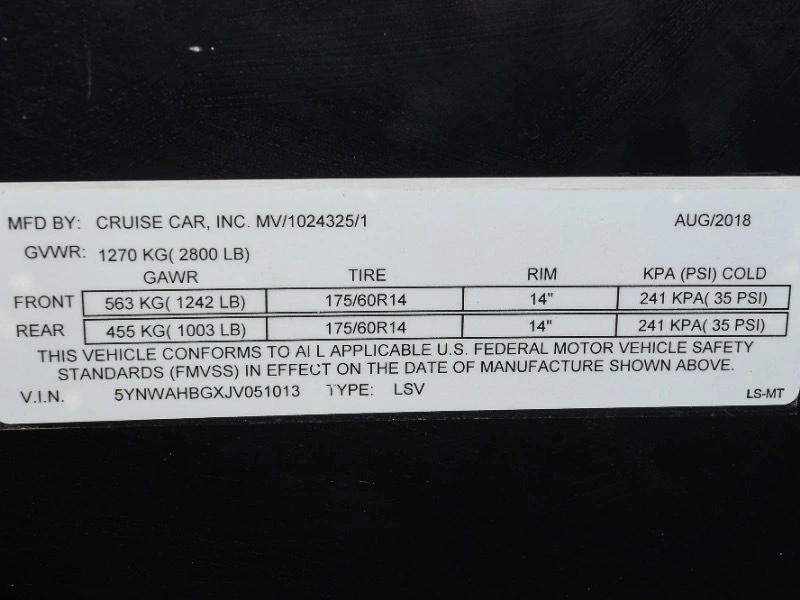 MFD BY: CRUISE CAR, INC. MV/1024325/1 AUG/2018
GVWR: 1270 KG( 2800 LB)
GAWR TIRE RIM KPA (PSI) COLD
FRONT 563 KG( 1242 LB) 175/60R14 14" 241 KPA( 35 PSI)
REAR 455 KG( 1003 LB) 175/60R14 14" 241 KPA( 35 PSI)
THIS VEHICLE CONFORMS TO ALL APPLICABLE U.S. FEDERAL MOTOR VEHICLE SAFETY
STANDARDS (FMVSS) IN EFFECT ON THE DATE OF MANUFACTURE SHOWN ABOVE.
V.I.N. 5YNWAHBGXJV051013 TYPE: LSV LS-MT